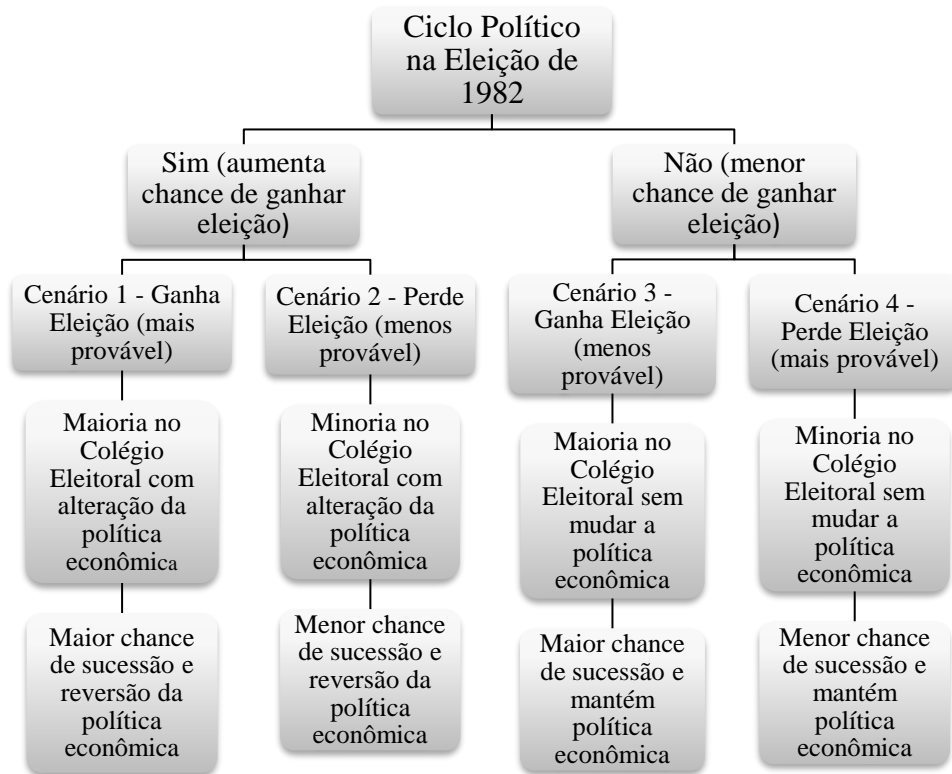 Ciclo Político
na Eleição de
1982
Sim (aumenta
chance de ganhar
eleição)
Não (menor
chance de ganhar
eleição)
Cenário 1 - Ganha
Eleição (mais
provável)
Cenário 2 - Perde
Eleição (menos
provável)
Cenário 3 -
Ganha Eleição
(menos
provável)
Cenário 4 -
Perde Eleição
(mais provável)
Maioria no
Colégio
Eleitoral com
alteração da
política
econômica
Minoria no
Colégio
Eleitoral com
alteração da
política
econômica
Maioria no
Colégio
Eleitoral sem
mudar a
política
econômica
Minoria no
Colégio
Eleitoral sem
mudar a
política
econômica
Maior chance
de sucessão e
reversão da
política
econômica
Menor chance
de sucessão e
reversão da
política
econômica
Maior chance
de sucessão e
mantém
política
econômica
Menor chance
de sucessão e
mantém
política
econômica